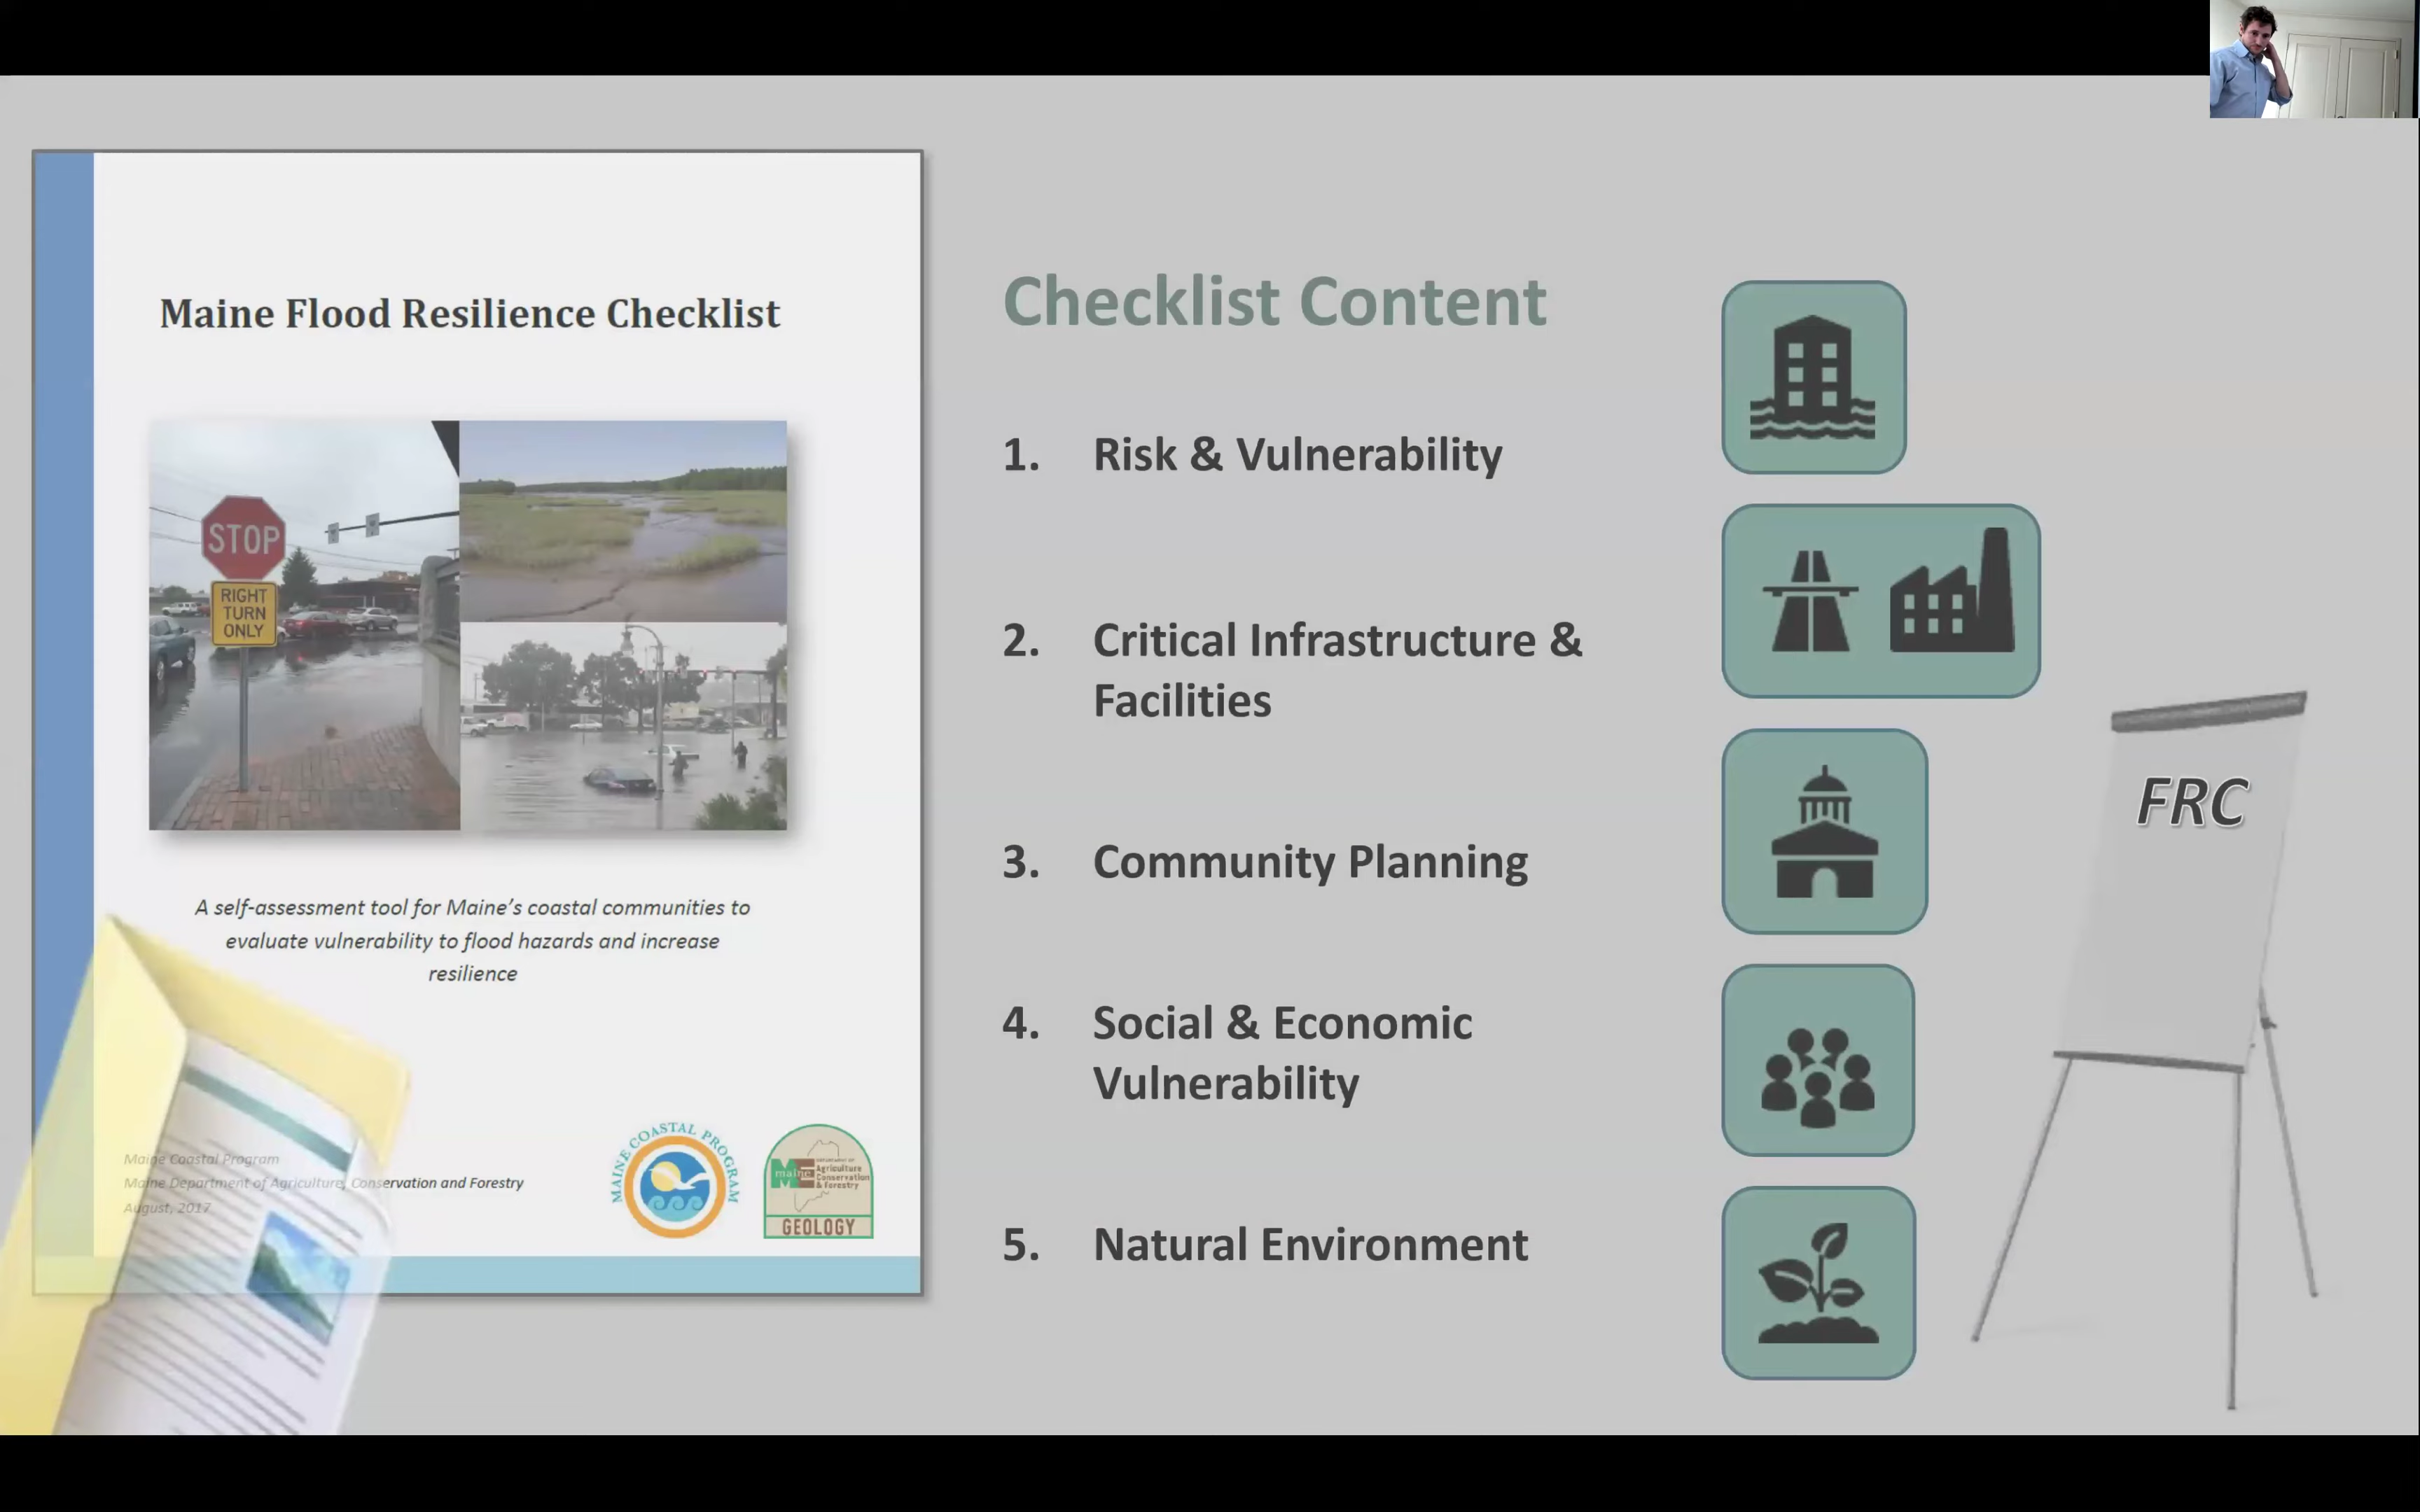 Maine Flood Resilience Checklist
STOP
RIGHT
TURN
ONLY
A self-assessment tool for Maine's coastal communities to
evaluate vulnerability to flood hazards and increase
resilience
Maine Coastal Program
Maine Department of Agriculture, Conservation and Forestry
August, 2017
MAINE COASTAL PROGRAM
maine
DEPARTMENT OF
Agriculture
Conservation
& Forestry
GEOLOGY
Checklist Content
1. Risk & Vulnerability
2. Critical Infrastructure &
Facilities
3. Community Planning
4. Social & Economic
Vulnerability
5. Natural Environment
FRC